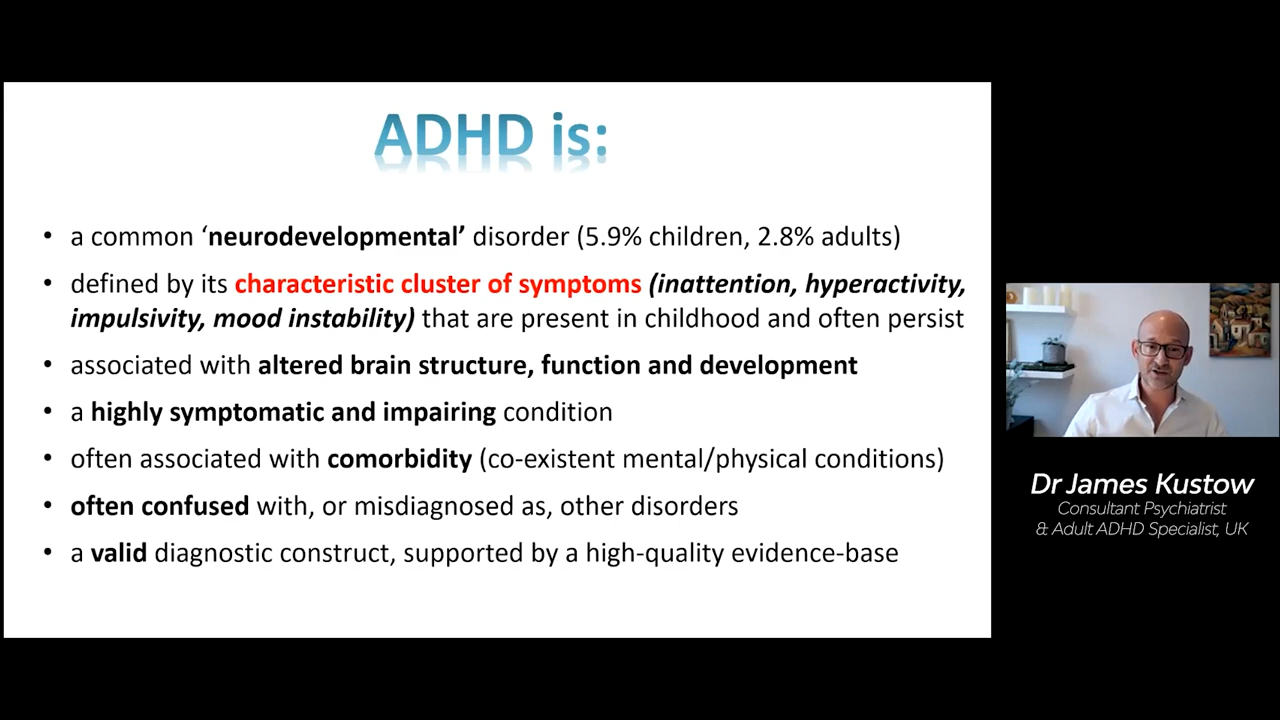 ADHD is:
• a common ‘neurodevelopmental’ disorder (5.9% children, 2.8% adults)
• defined by its characteristic cluster of symptoms (inattention, hyperactivity,
impulsivity, mood instability) that are present in childhood and often persist
• associated with altered brain structure, function and development
• a highly symptomatic and impairing condition
• often associated with comorbidity (co-existent mental/physical conditions)
• often confused with, or misdiagnosed as, other disorders
• a valid diagnostic construct, supported by a high-quality evidence-base
Dr James Kustow
Consultant Psychiatrist
& Adult ADHD Specialist, UK